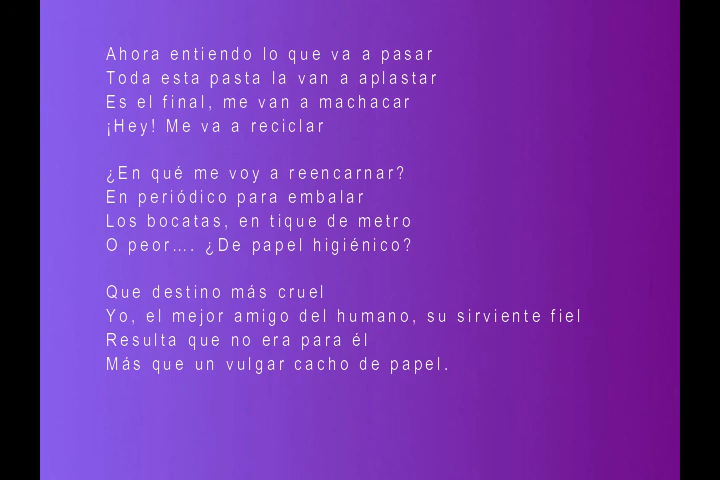 Ahora entiendo lo que va a pasar
Toda esta pasta la van a aplastar
Es el final, me van a machacar
¡Hey! Me va a reciclar
¿En qué me voy a reencarnar?
En periódico para embalar
Los bocatas, en tique de metro
O peor…. ¿De papel higiénico?
Que destino más cruel
Yo, el mejor amigo del humano, su sirviente fiel
Resulta que no era para él
Más que un vulgar cacho de papel.